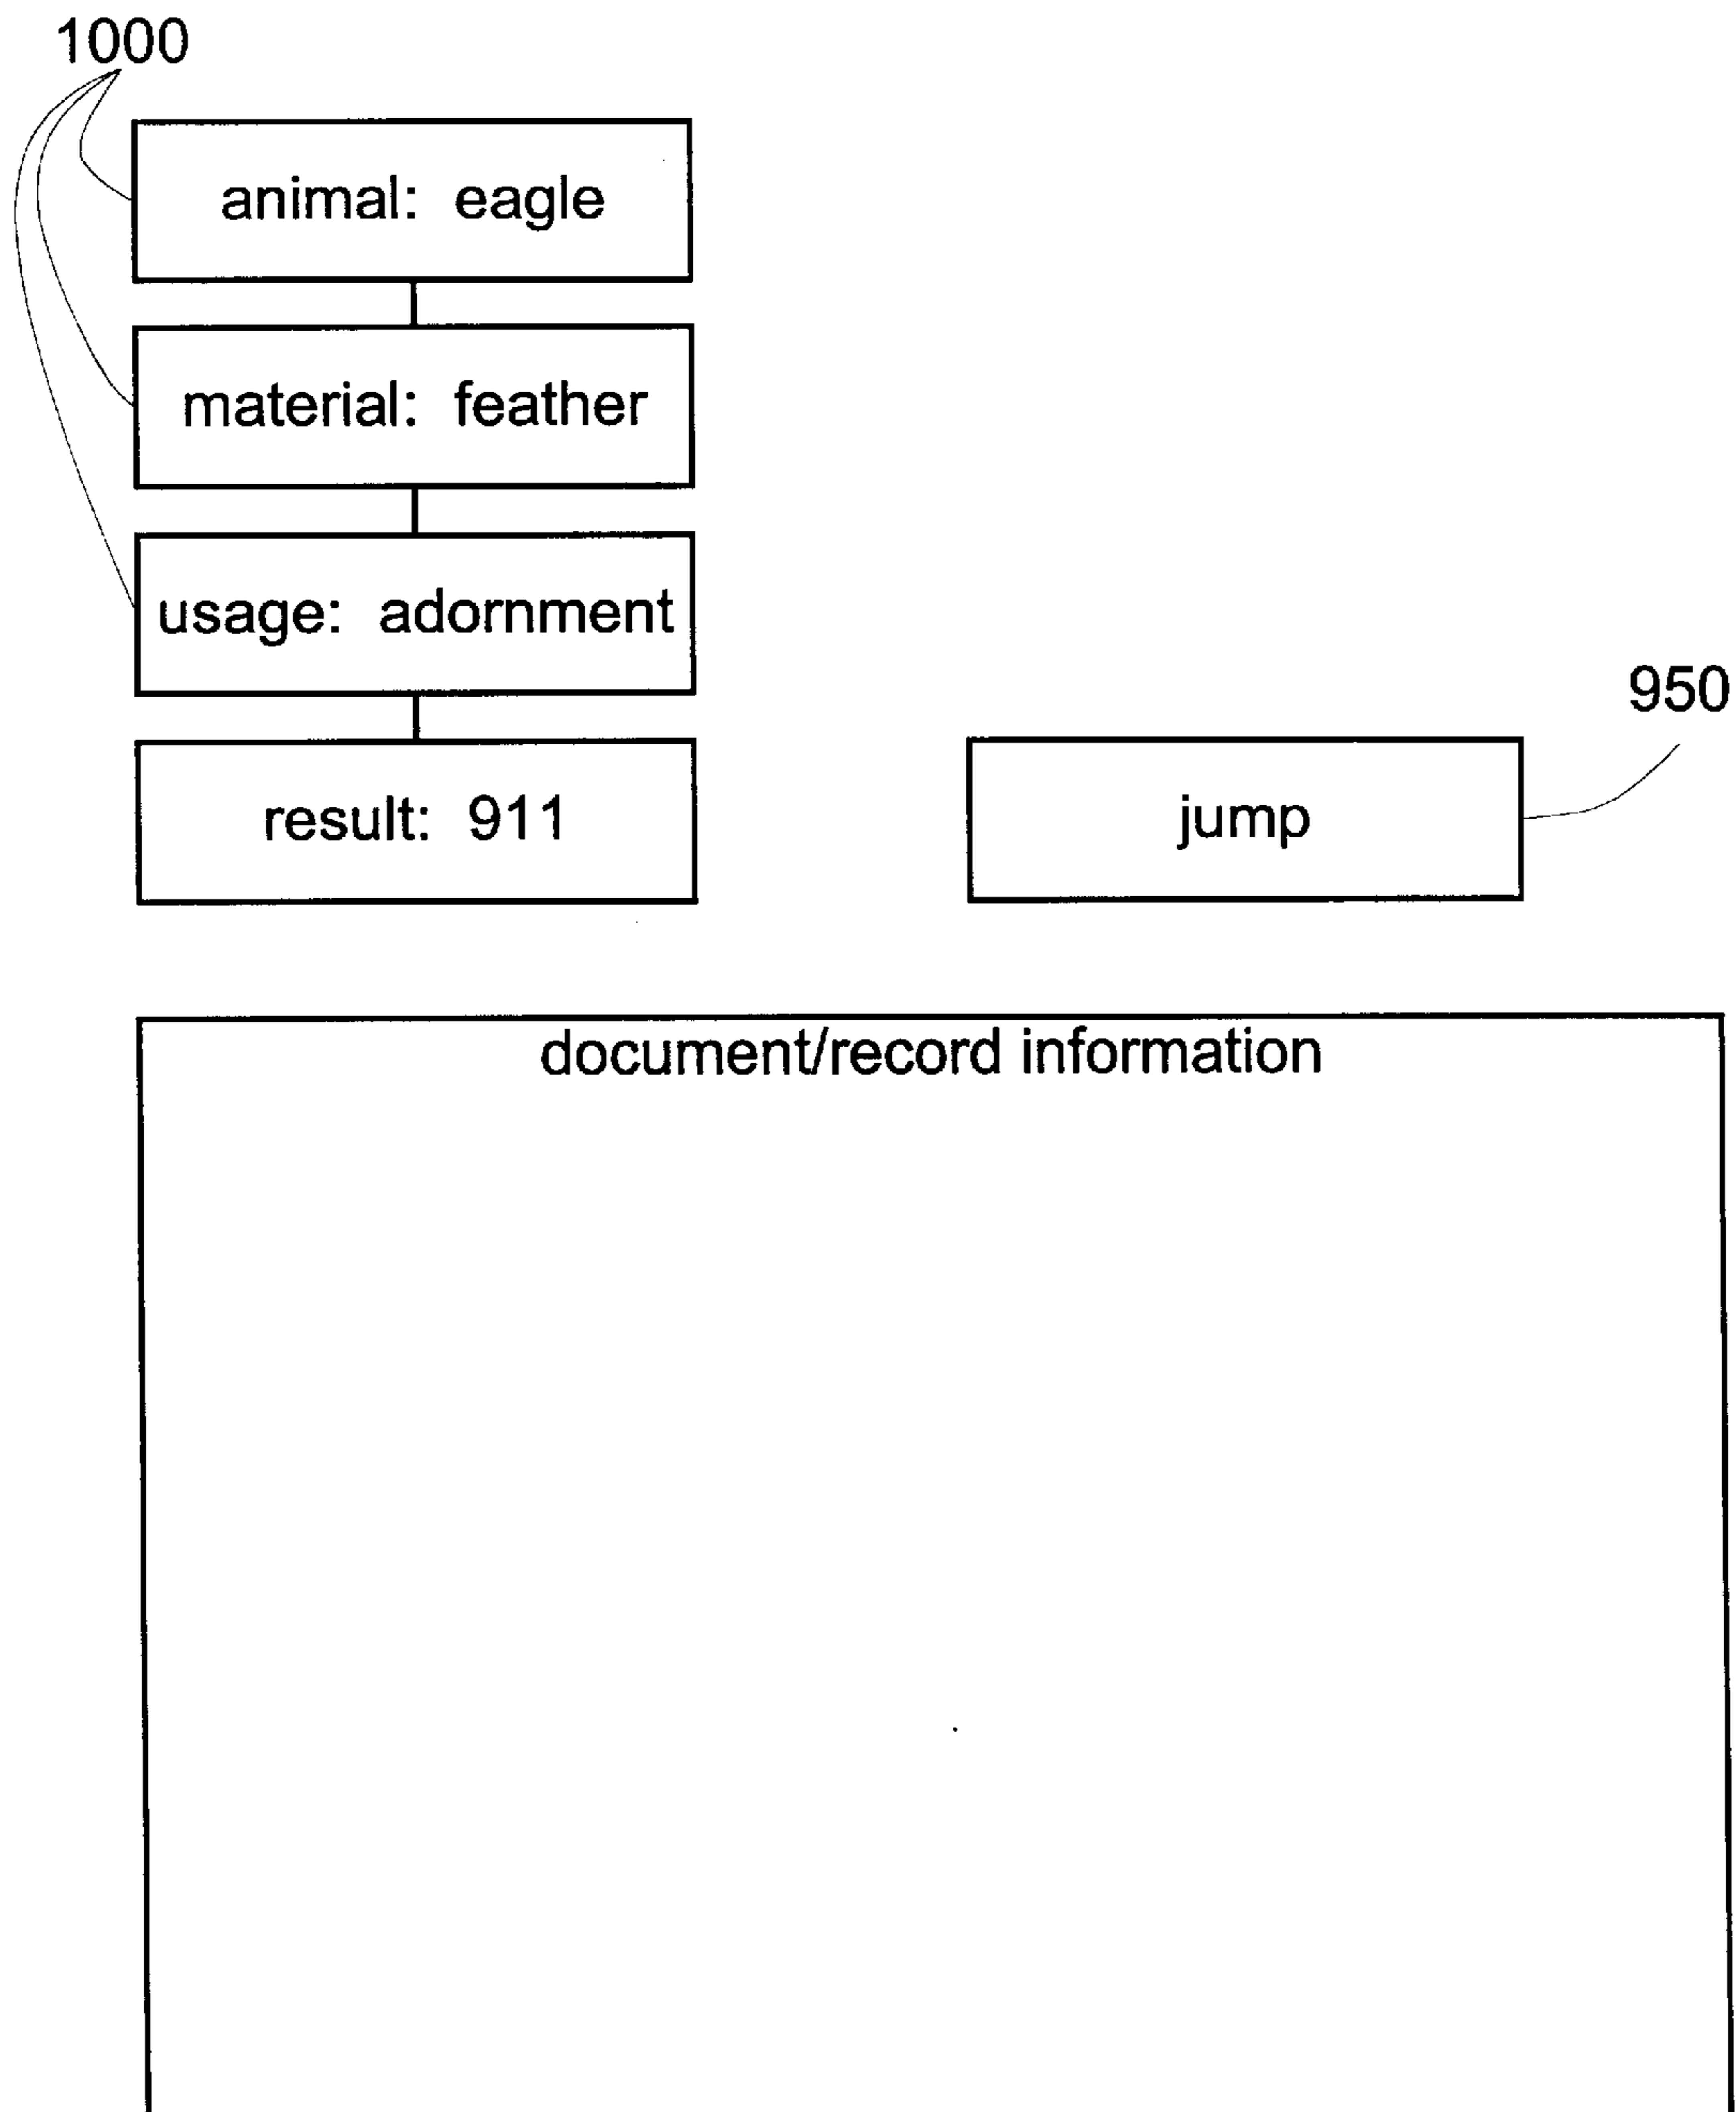 1000
animal: eagle
material: feather
usage: adornment
950
result: 911
jump
document/record information